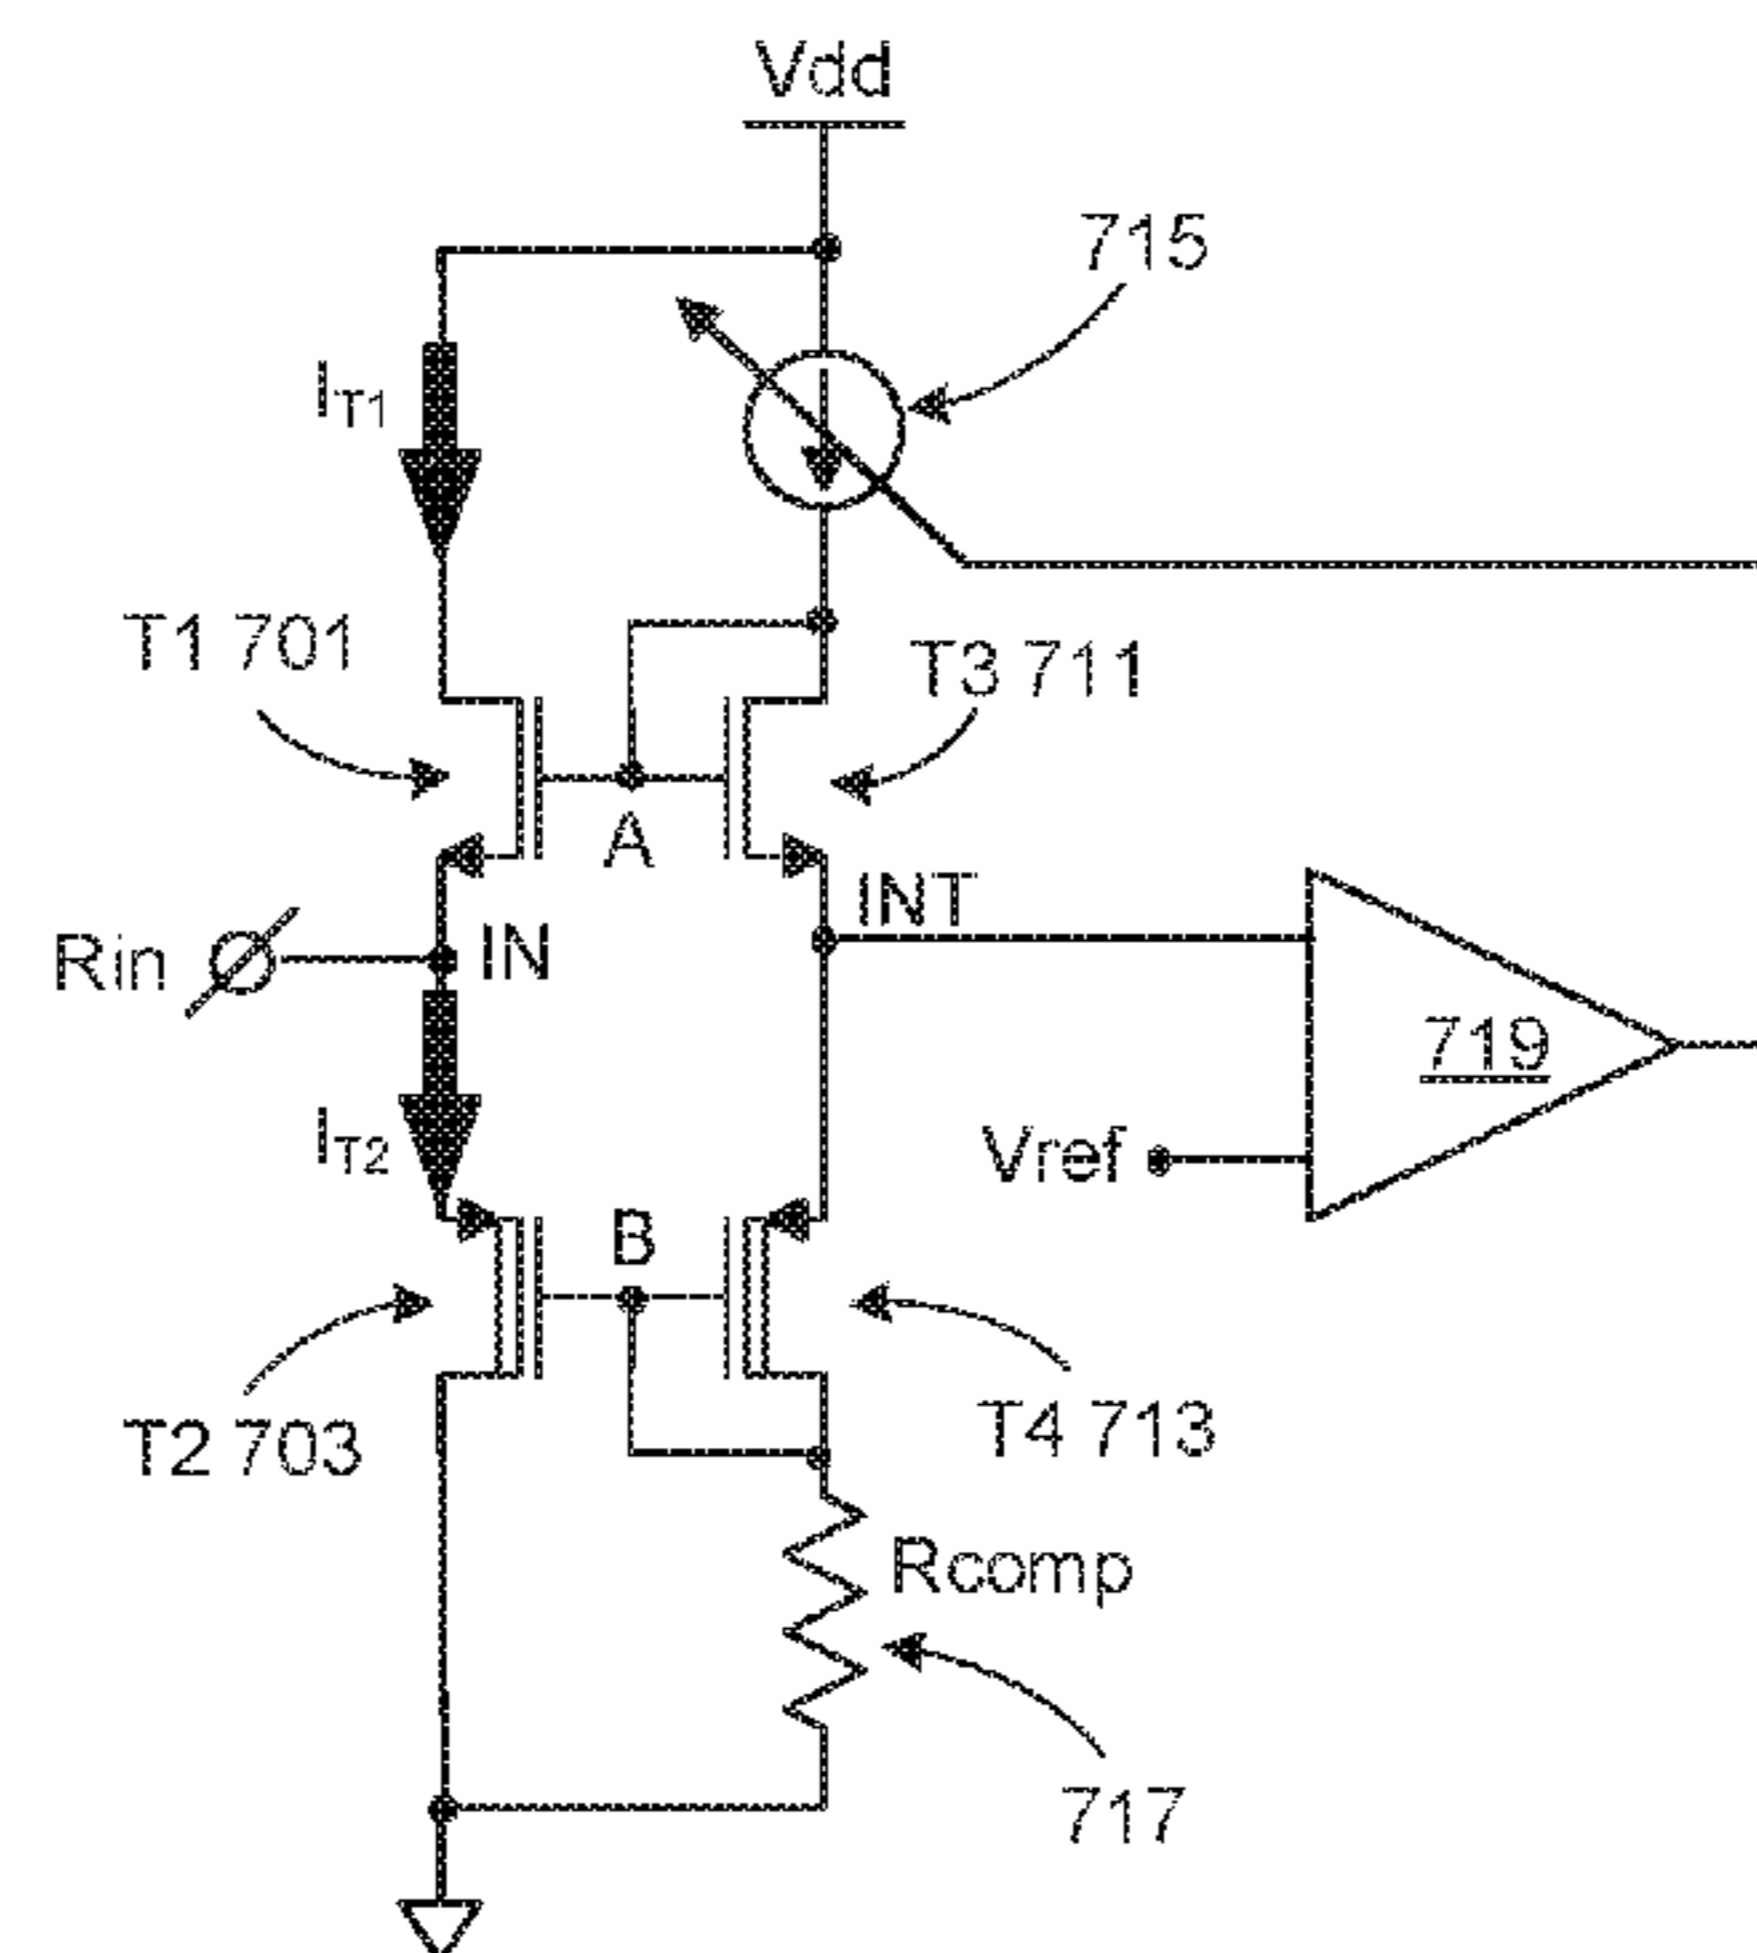 Vdd
715
IT1
T1 701
T3 711
A
INT
Rin
IN
719
IT2
Vref
B
T2 703
T4 713
Rcomp
717